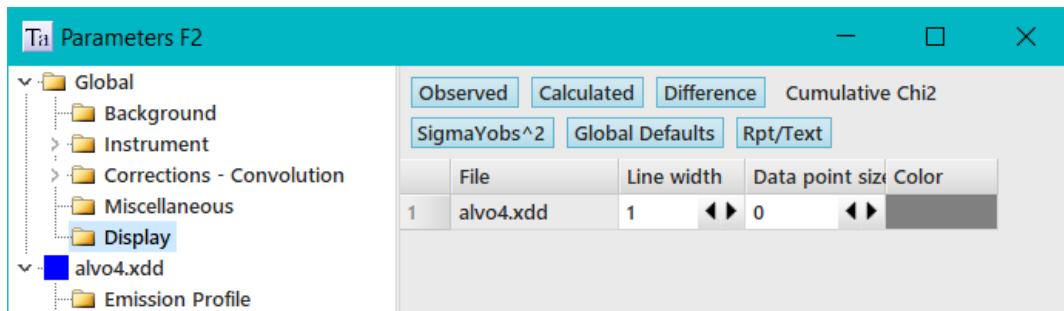 Ta Parameters F2
Global
Background
Instrument
Corrections - Convolution
Miscellaneous
Display
alvo4.xdd
Emission Profile
Observed Calculated Difference Cumulative Chi2
SigmaYobs^2 Global Defaults Rpt/Text
File Line width Data point size Color
1 alvo4.xdd 1 0